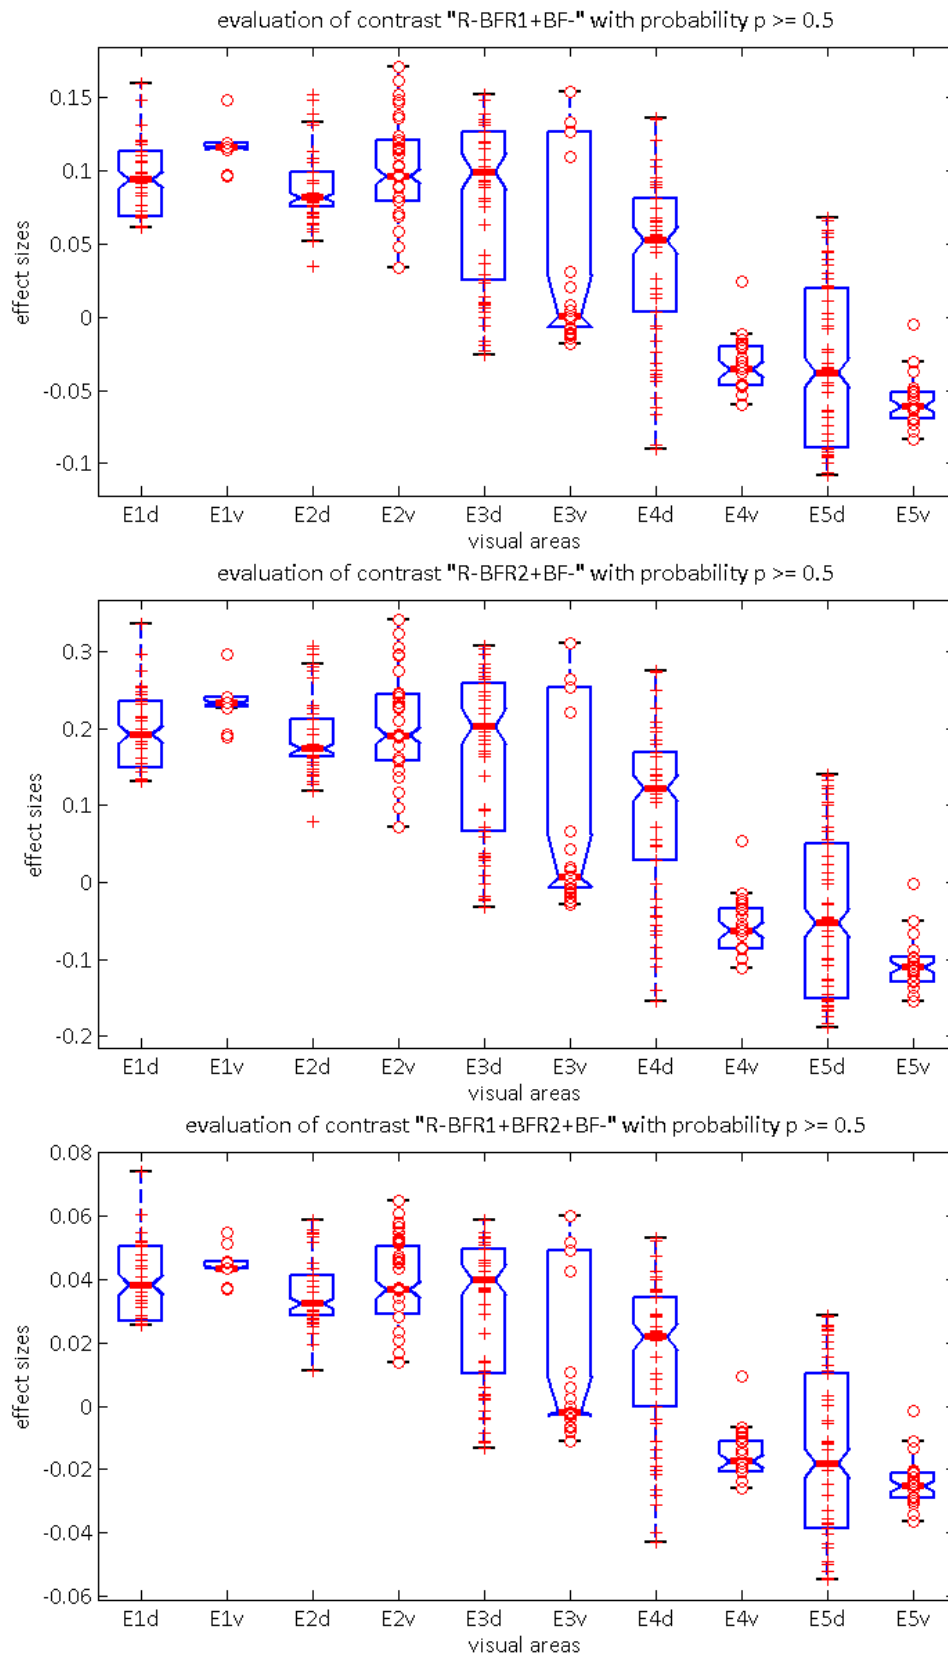 evaluation of contrast "R-BFR1+BF-" with probability p >= 0.5
0.15
0.1
0.05
0
-0.05
-0.1
effect sizes
E1d E1v E2d E2v E3d E3v E4d E4v E5d E5v
visual areas
evaluation of contrast "R-BFR2+BF-" with probability p >= 0.5
0.3
0.2
0.1
0
-0.1
-0.2
effect sizes
E1d E1v E2d E2v E3d E3v E4d E4v E5d E5v
visual areas
evaluation of contrast "R-BFR1+BFR2+BF-" with probability p >= 0.5
0.08
0.06
0.04
0.02
0
-0.02
-0.04
-0.06
effect sizes
E1d E1v E2d E2v E3d E3v E4d E4v E5d E5v
visual areas